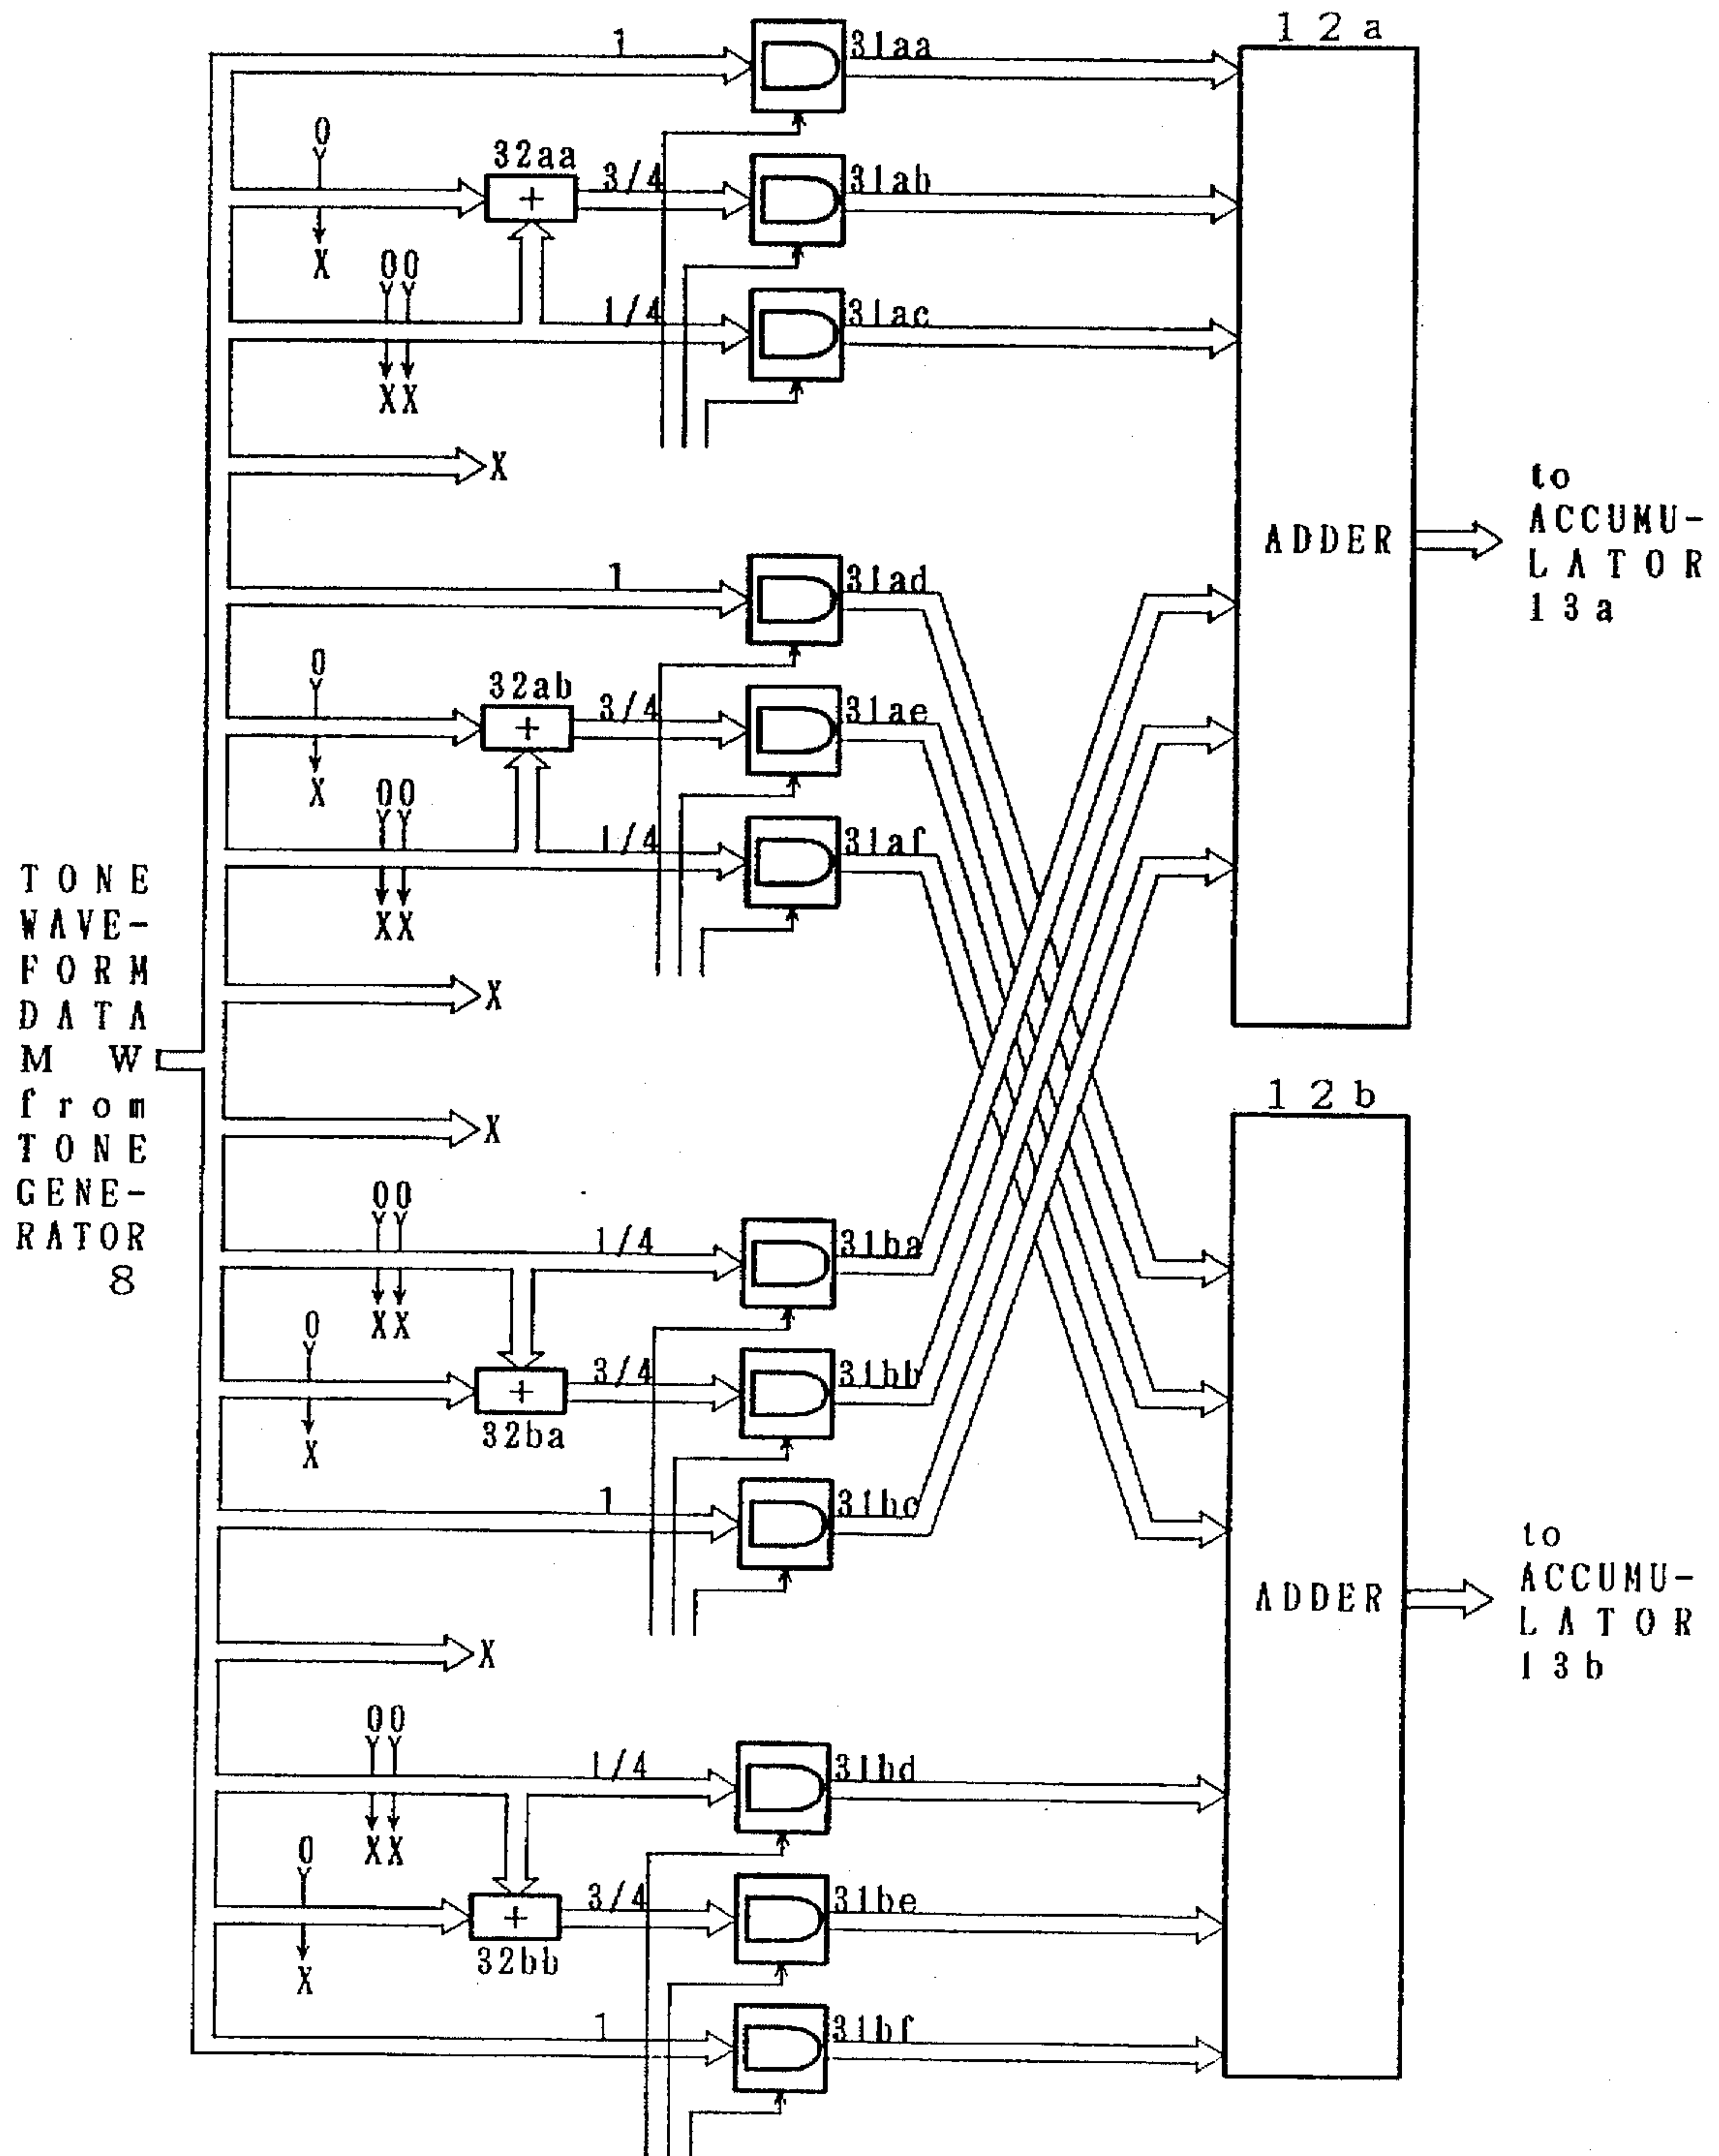 12a
1
31aa
0
32aa
3/4
31ab
X
00
1/4
31ac
XX
X
to
ACCUMU-
LATOR
13a
ADDER
1
31ad
0
32ab
3/4
31ae
X
00
1/4
31af
XX
X
TONE
WAVE-
FORM
DATA
MW
from
TONE
GENE-
RATOR
8
X
12b
00
1/4
31ba
XX
0
3/4
31bb
32ba
X
1
31bc
to
ACCUMU-
LATOR
13b
ADDER
X
00
1/4
31bd
XX
0
3/4
31be
32bb
X
1
31bf